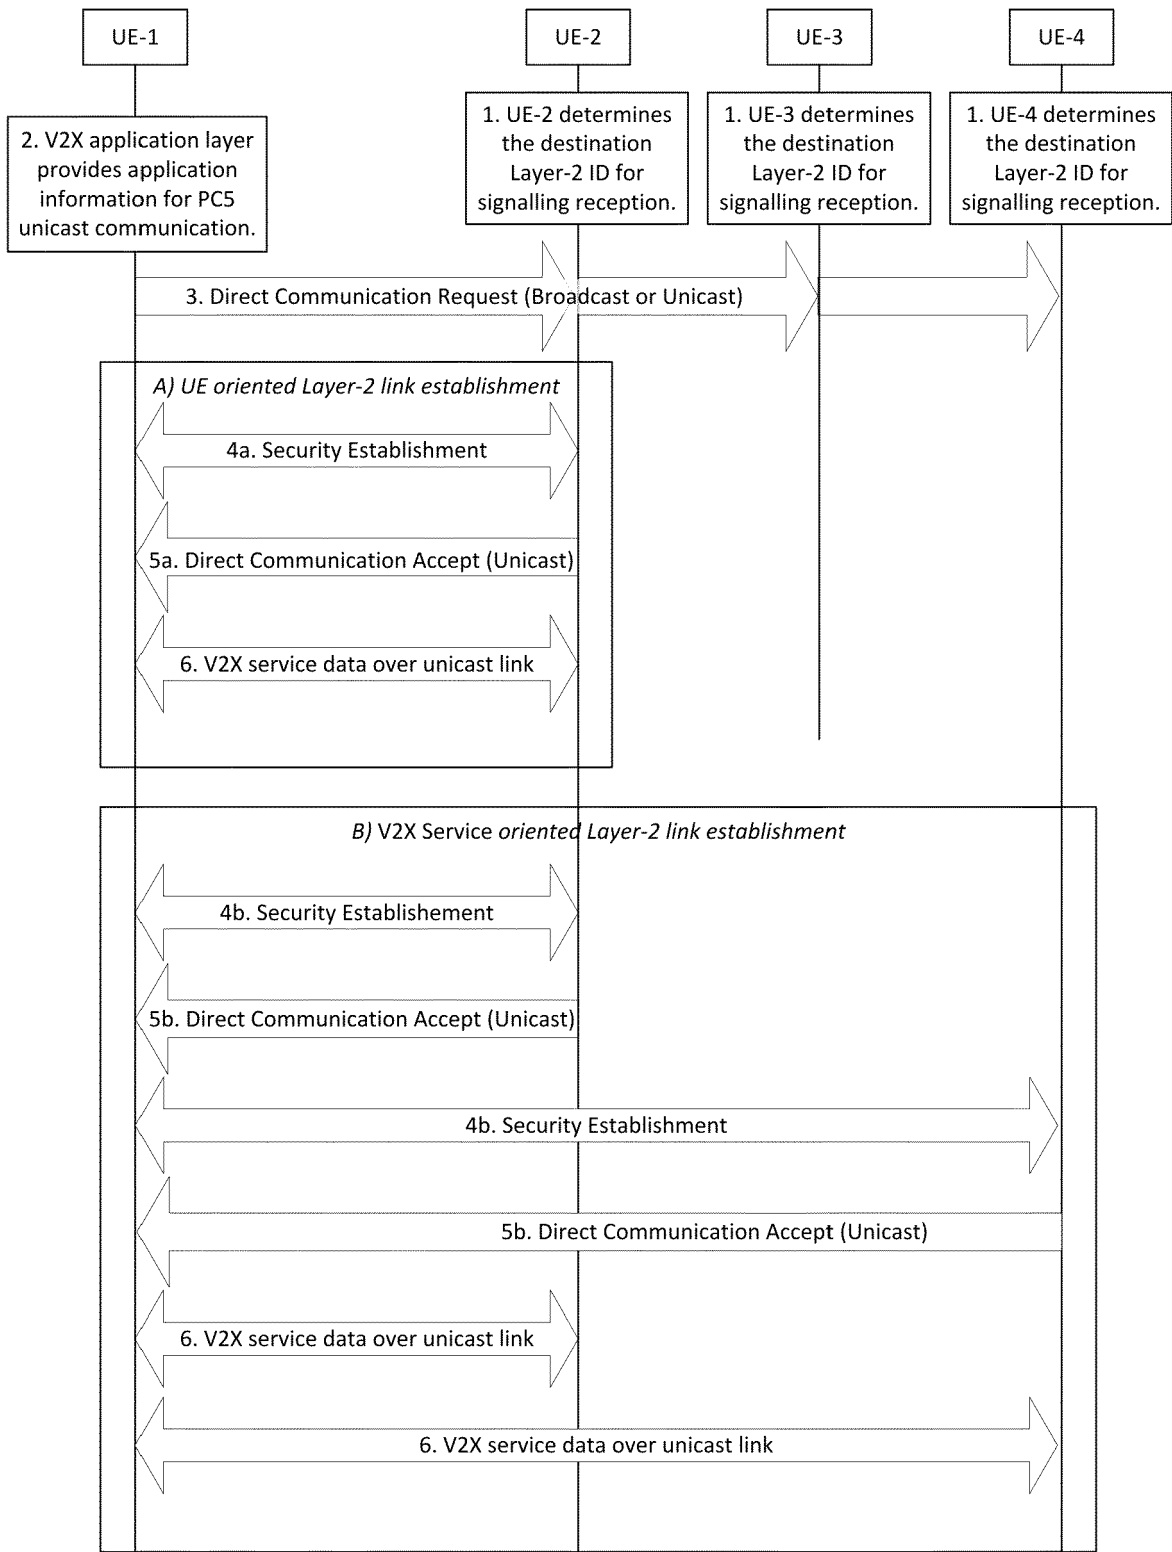 UE-1
UE-2
UE-3
UE-4
2. V2X application layer
provides application
information for PC5
unicast communication.
1. UE-2 determines
the destination
Layer-2 ID for
signalling reception.
1. UE-3 determines
the destination
Layer-2 ID for
signalling reception.
1. UE-4 determines
the destination
Layer-2 ID for
signalling reception.
3. Direct Communication Request (Broadcast or Unicast)
A) UE oriented Layer-2 link establishment
4a. Security Establishment
5a. Direct Communication Accept (Unicast)
6. V2X service data over unicast link
B) V2X Service oriented Layer-2 link establishment
4b. Security Establishement
5b. Direct Communication Accept (Unicast)
4b. Security Establishment
5b. Direct Communication Accept (Unicast)
6. V2X service data over unicast link
6. V2X service data over unicast link